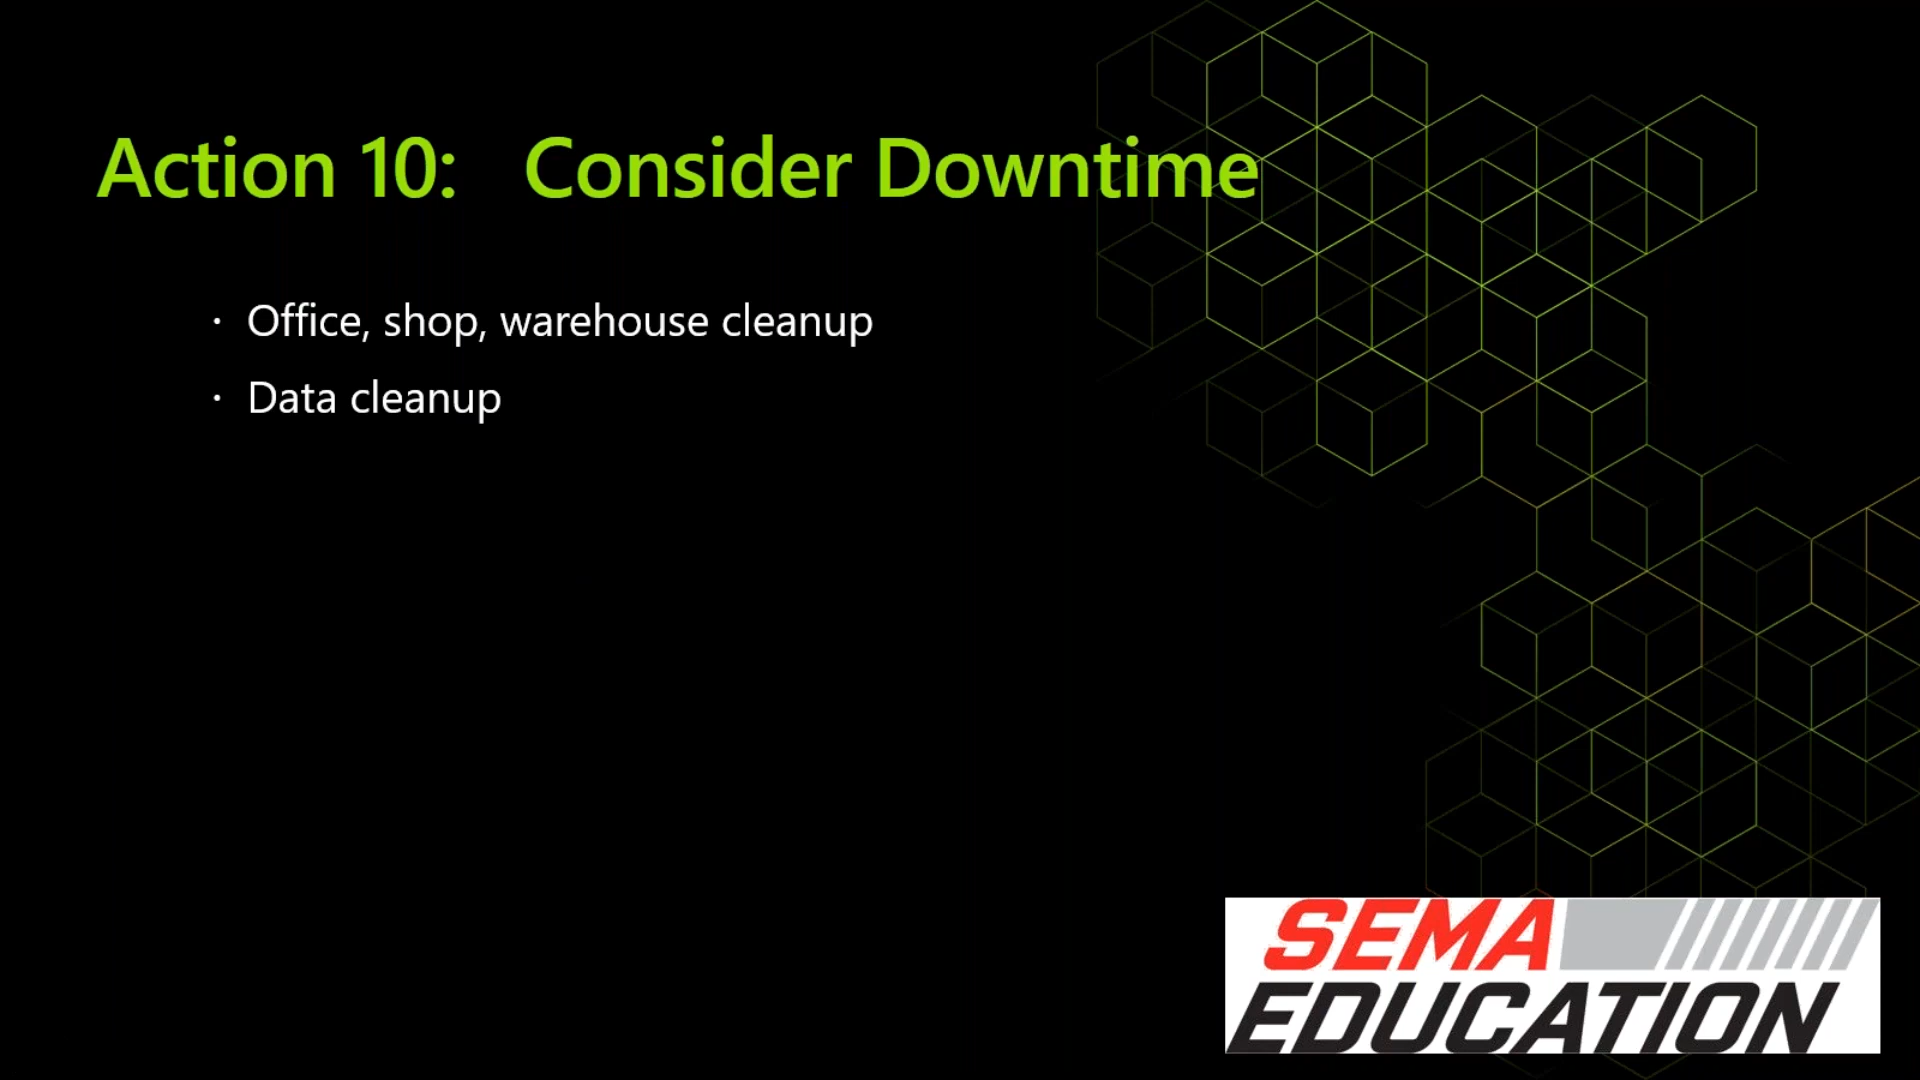 Action 10: Consider Downtime
· Office, shop, warehouse cleanup
· Data cleanup
SEMA
EDUCATION